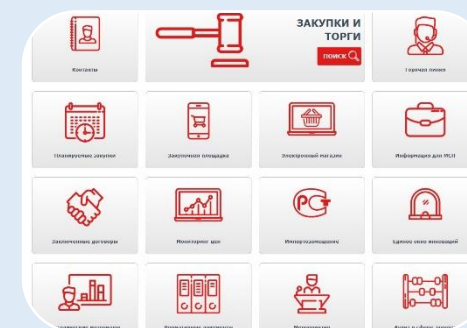 ЗАКУПКИ И
ТОРГИ
ПОИСК
Контакты
Горячая линия
Планируемые закупки
Закупочная площадка
Электронный магазин
Информация для МСП
Заключенные договоры
Мониторинг цен
Импортозамещение
Единое окно инноваций